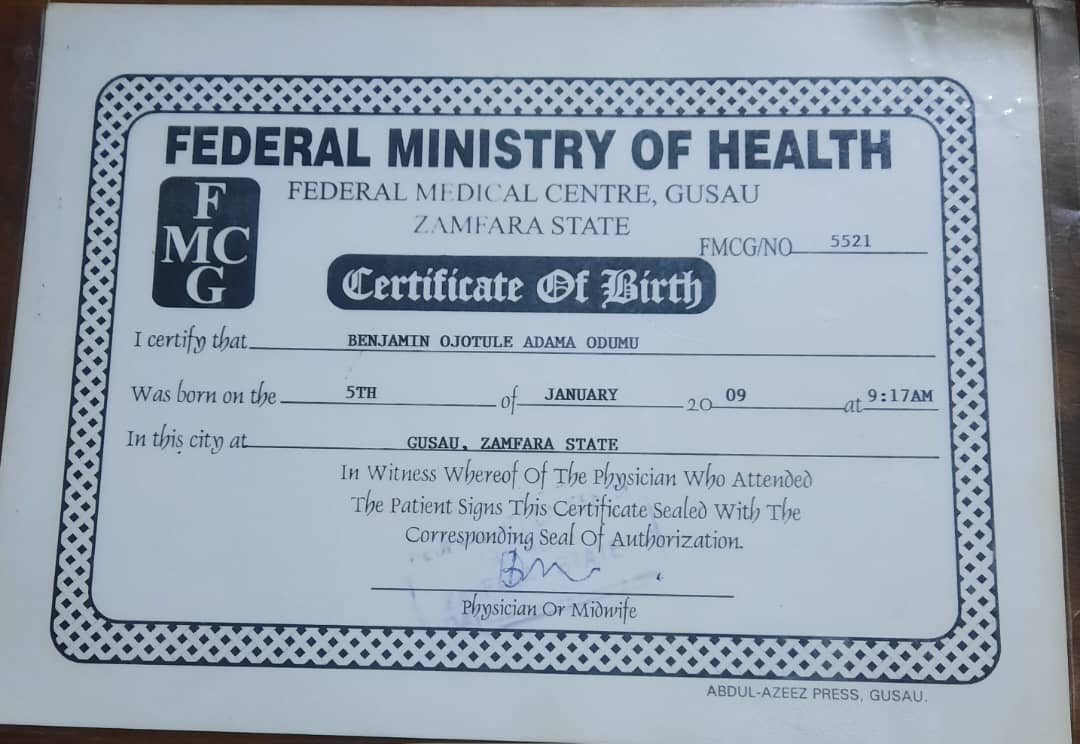 FEDERAL MINISTRY OF HEALTH
FEDERAL MEDICAL CENTRE, GUSAU
ZAMFARA STATE
F
MC
G
FMCG/NO 5521
Certificate Of Birth
I certify that BENJAMIN OJOTULE ADAMA ODUMU
Was born on the 5TH of JANUARY 20 09 at 9:17AM
In this city at GUSAU, ZAMFARA STATE
In Witness Whereof Of The Physician Who Attended
The Patient Signs This Certificate Sealed With The
Corresponding Seal Of Authorization.
Physician Or Midwife
ABDUL-AZEEZ PRESS, GUSAU.